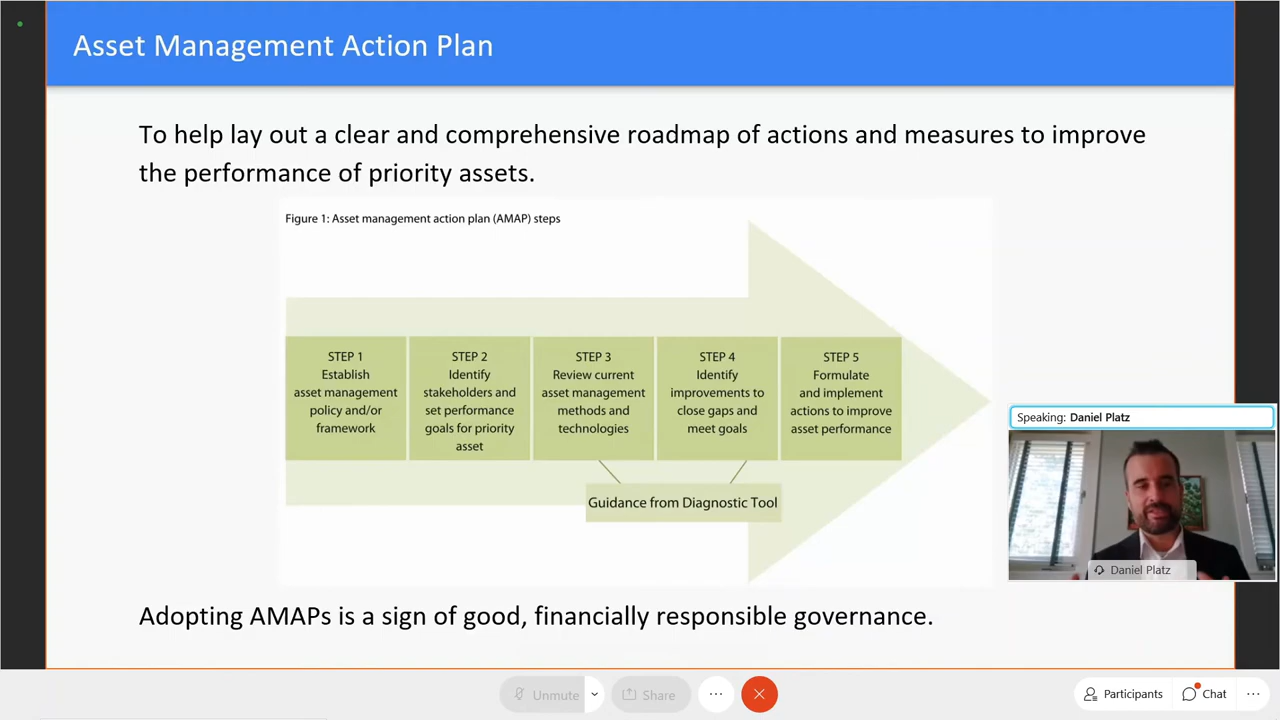 Asset Management Action Plan
To help lay out a clear and comprehensive roadmap of actions and measures to improve
the performance of priority assets.
Figure 1: Asset management action plan (AMAP) steps
STEP 1
Establish
asset management
policy and/or
framework
STEP 2
Identify
stakeholders and
set performance
goals for priority
asset
STEP 3
Review current
asset management
methods and
technologies
STEP 4
Identify
improvements to
close gaps and
meet goals
STEP 5
Formulate
and implement
actions to improve
asset performance
Guidance from Diagnostic Tool
Speaking: Daniel Platz
Daniel Platz
Adopting AMAPs is a sign of good, financially responsible governance.
Unmute
Share
Participants
Chat